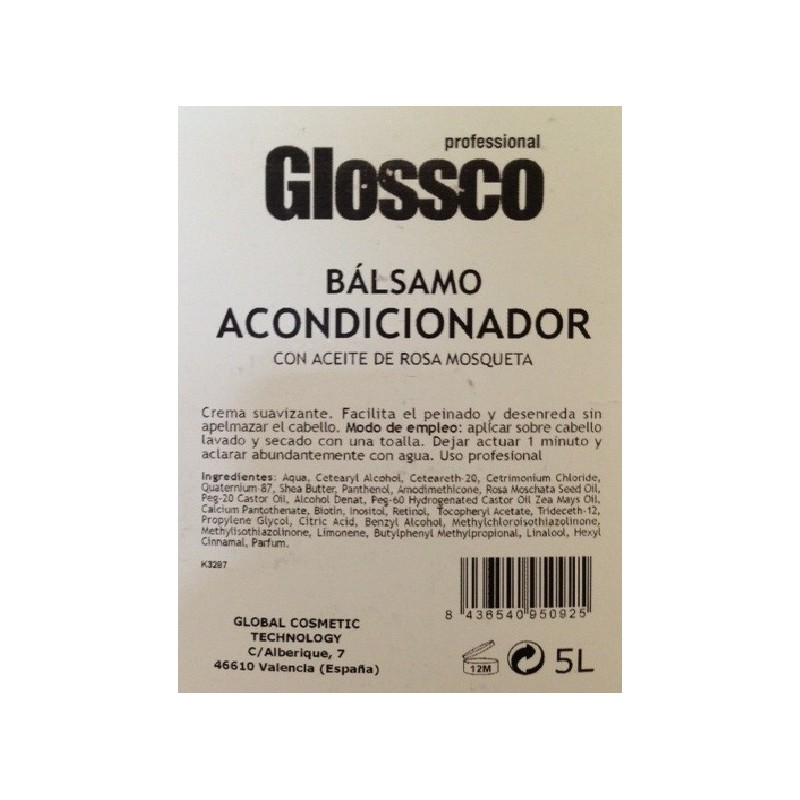 professional
Glossco
BÁLSAMO
ACONDICIONADOR
CON ACEITE DE ROSA MOSQUETA
Crema suavizante. Facilita el peinado y desenreda sin
apelmazar el cabello. Modo de empleo: aplicar sobre cabello
lavado y secado con una toalla. Dejar actuar 1 minuto y
aclarar abundantemente con agua. Uso profesional
Ingredientes: Aqua, Cetearyl Alcohol, Ceteareth-20, Cetrimonium Chloride,
Quaternium 87, Shea Butter, Panthenol, Amodimethicone, Rosa Moschata Seed Oil,
Peg-20 Castor Oil, Alcohol Denat, Peg-60 Hydrogenated Castor Oil Zea Mays Oil,
Calcium Pantothenate, Biotin, Inositol, Retinol, Tocopheryl Acetate, Trideceth-12,
Propylene Glycol, Citric Acid, Benzyl Alcohol, Methylchloroisothiazolinone,
Methylisothiazolinone, Limonene, Butylphenyl Methylpropional, Linalool, Hexyl
Cinnamal, Parfum.
K3287
8 436540 950925
GLOBAL COSMETIC
TECHNOLOGY
C/Alberique, 7
46610 Valencia (España)
12M
5L